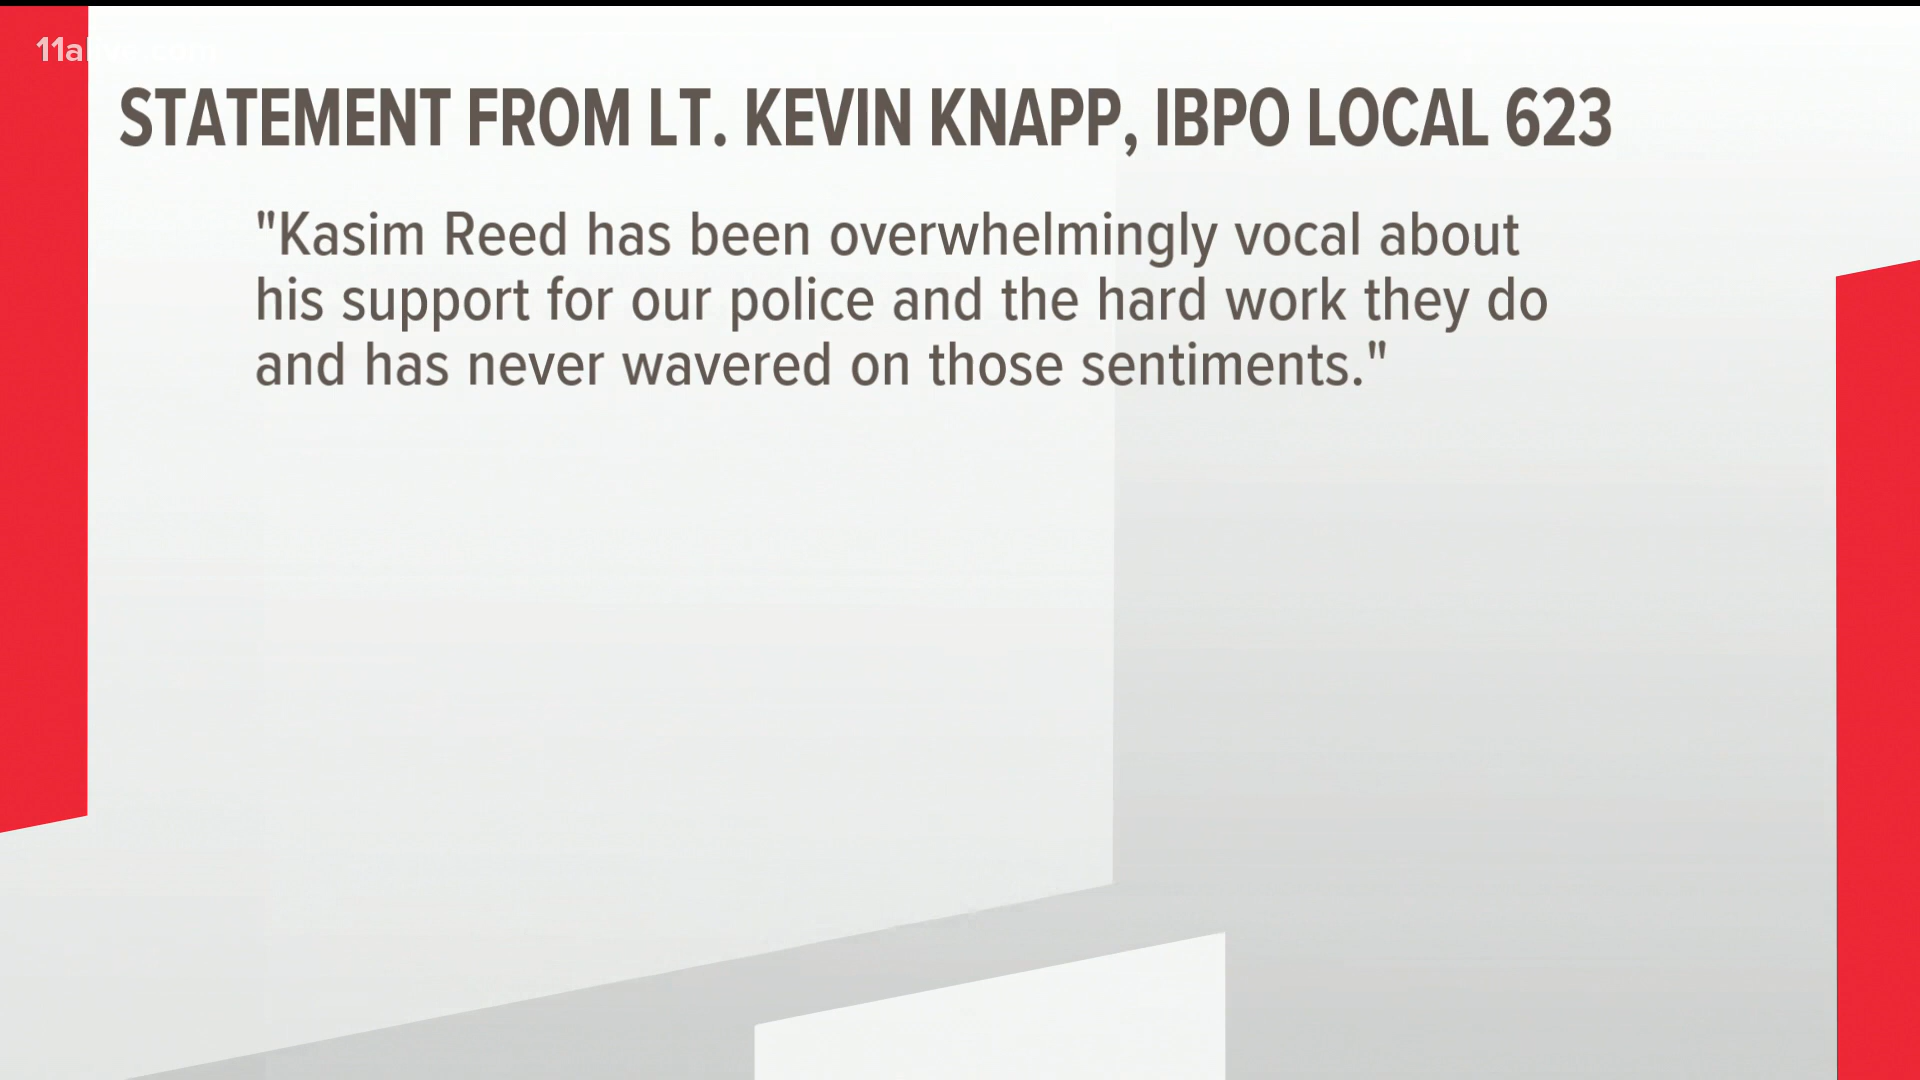 11alive.com
STATEMENT FROM LT. KEVIN KNAPP, IBPO LOCAL 623
"Kasim Reed has been overwhelmingly vocal about
his support for our police and the hard work they do
and has never wavered on those sentiments."